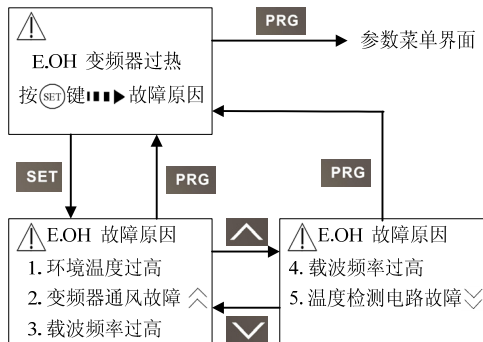 PRG
参数菜单界面
E.OH 变频器过热
按SET键 故障原因
SET
PRG
PRG
E.OH 故障原因
1. 环境温度过高
2. 变频器通风故障
3. 载波频率过高
E.OH 故障原因
4. 载波频率过高
5. 温度检测电路故障